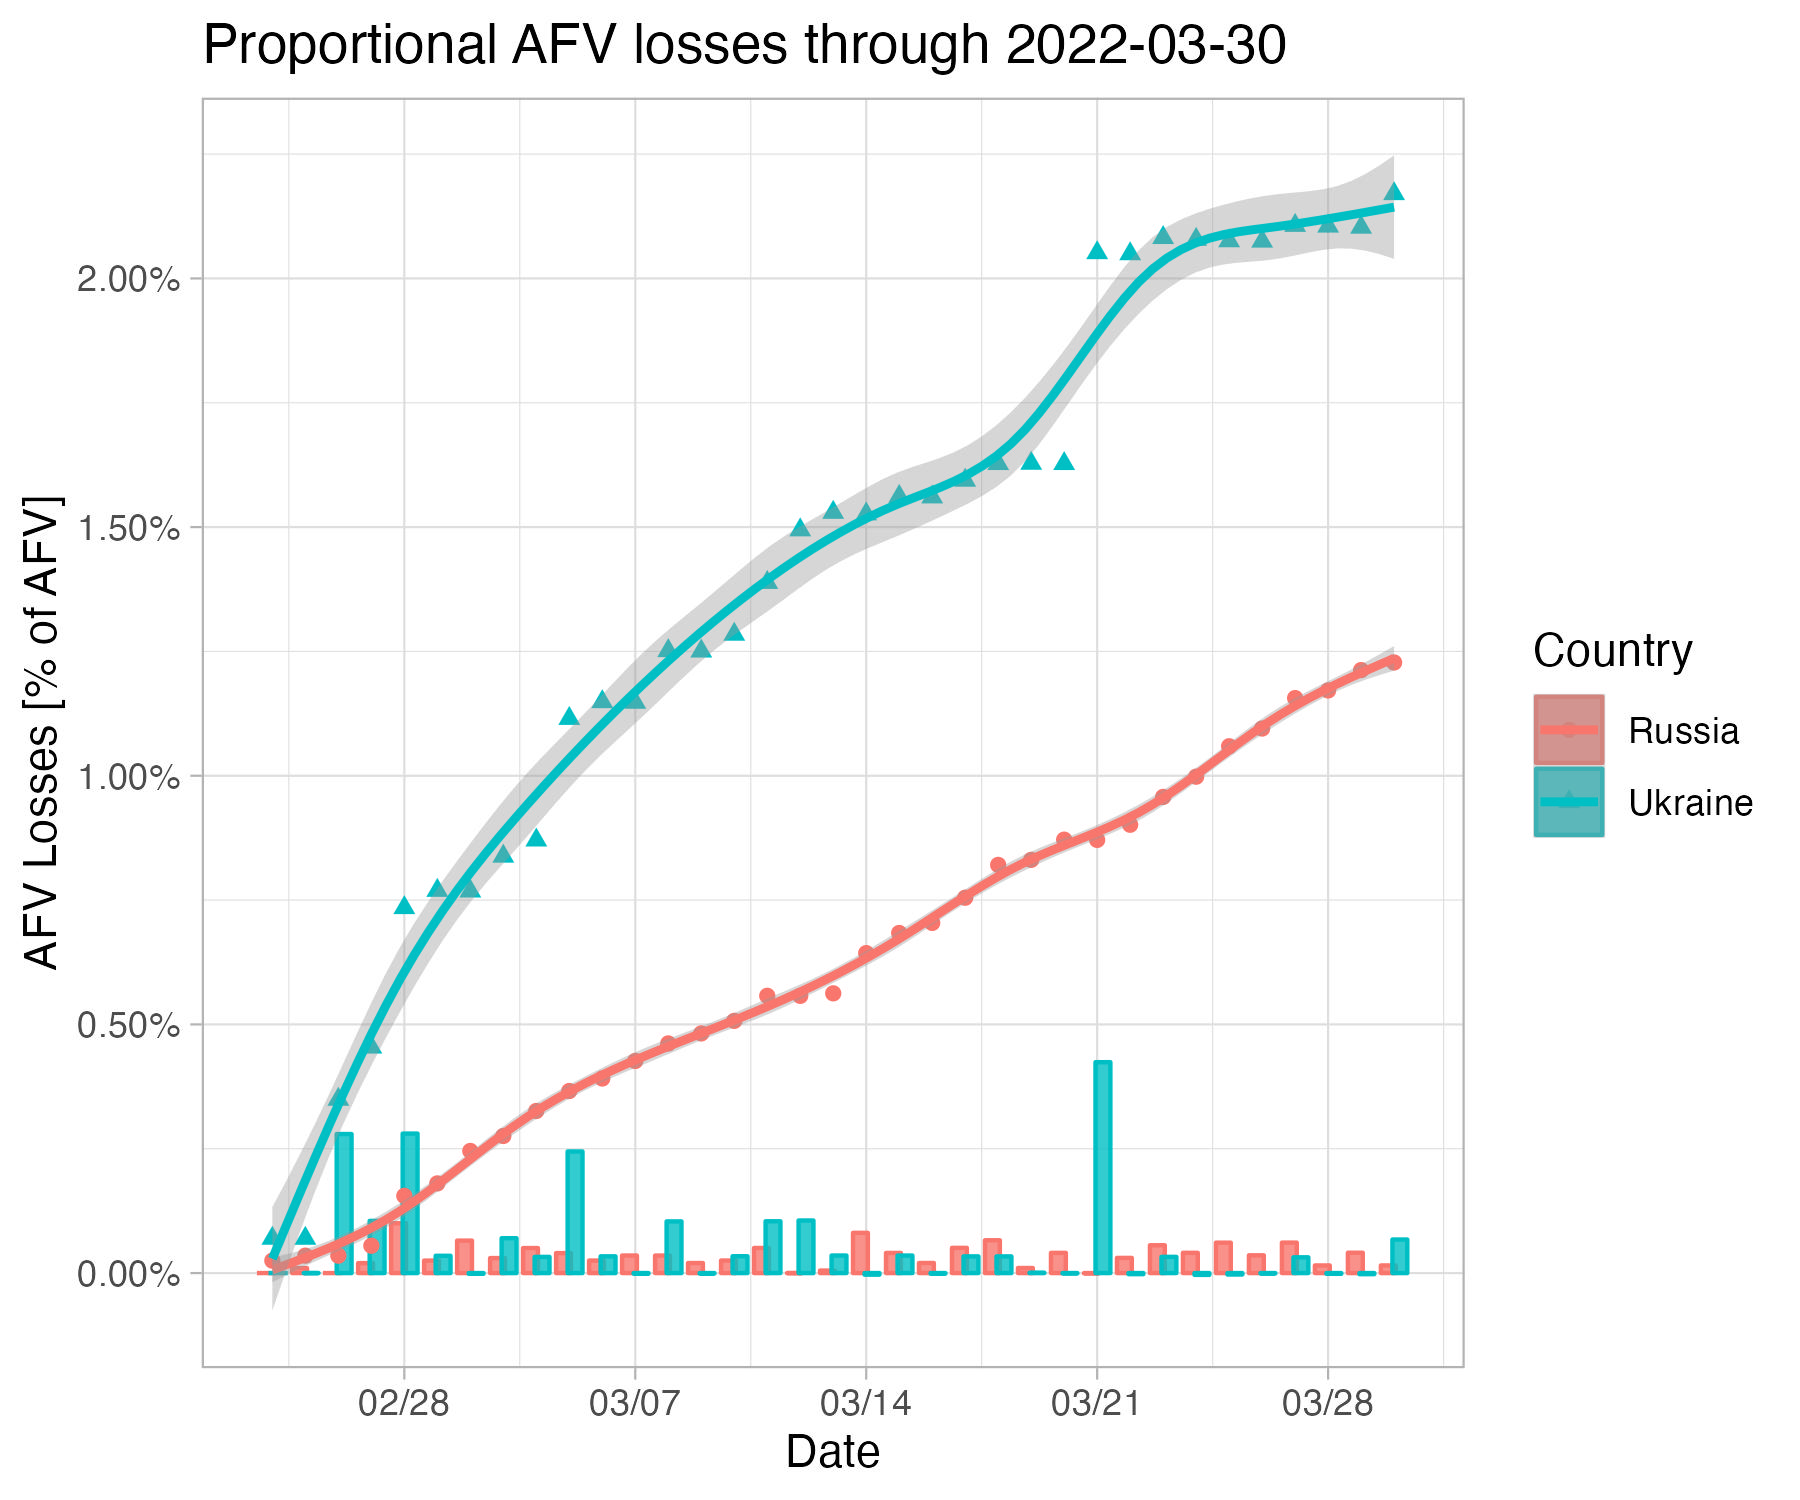 Proportional AFV losses through 2022-03-30
AFV Losses [% of AFV]
2.00%
1.50%
1.00%
0.50%
0.00%
02/28
03/07
03/14
03/21
03/28
Date
Country
Russia
Ukraine